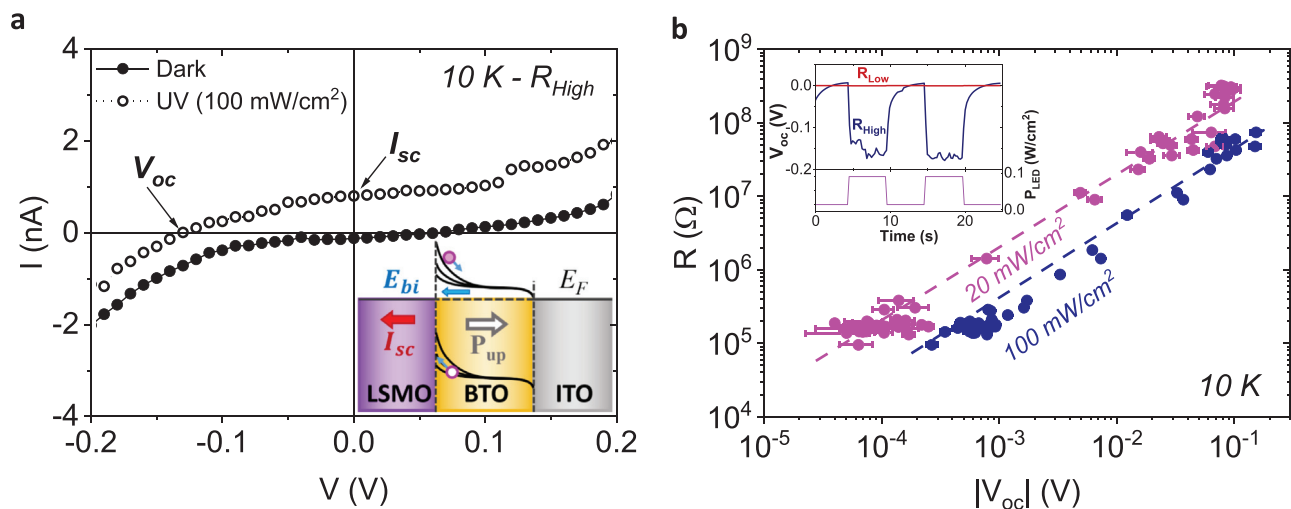 a
4
2
0
-2
-4
I (nA)
Dark
UV (100 mW/cm²)
10 K - R_High
V_oc
I_sc
E_bi
E_F
I_sc
P_up
LSMO
BTO
ITO
-0.2
-0.1
0.0
0.1
0.2
V (V)
b
10⁹
10⁸
10⁷
10⁶
10⁵
10⁴
R (Ω)
0.0
-0.1
-0.2
V_oc (V)
R_Low
R_High
0.1
0.0
P_LED (W/cm²)
0
10
20
Time (s)
20 mW/cm²
100 mW/cm²
10 K
10⁻⁵
10⁻⁴
10⁻³
10⁻²
10⁻¹
|V_oc| (V)